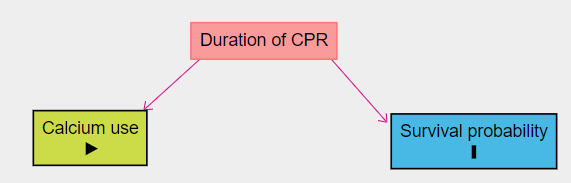 Duration of CPR
Calcium use
Survival probability